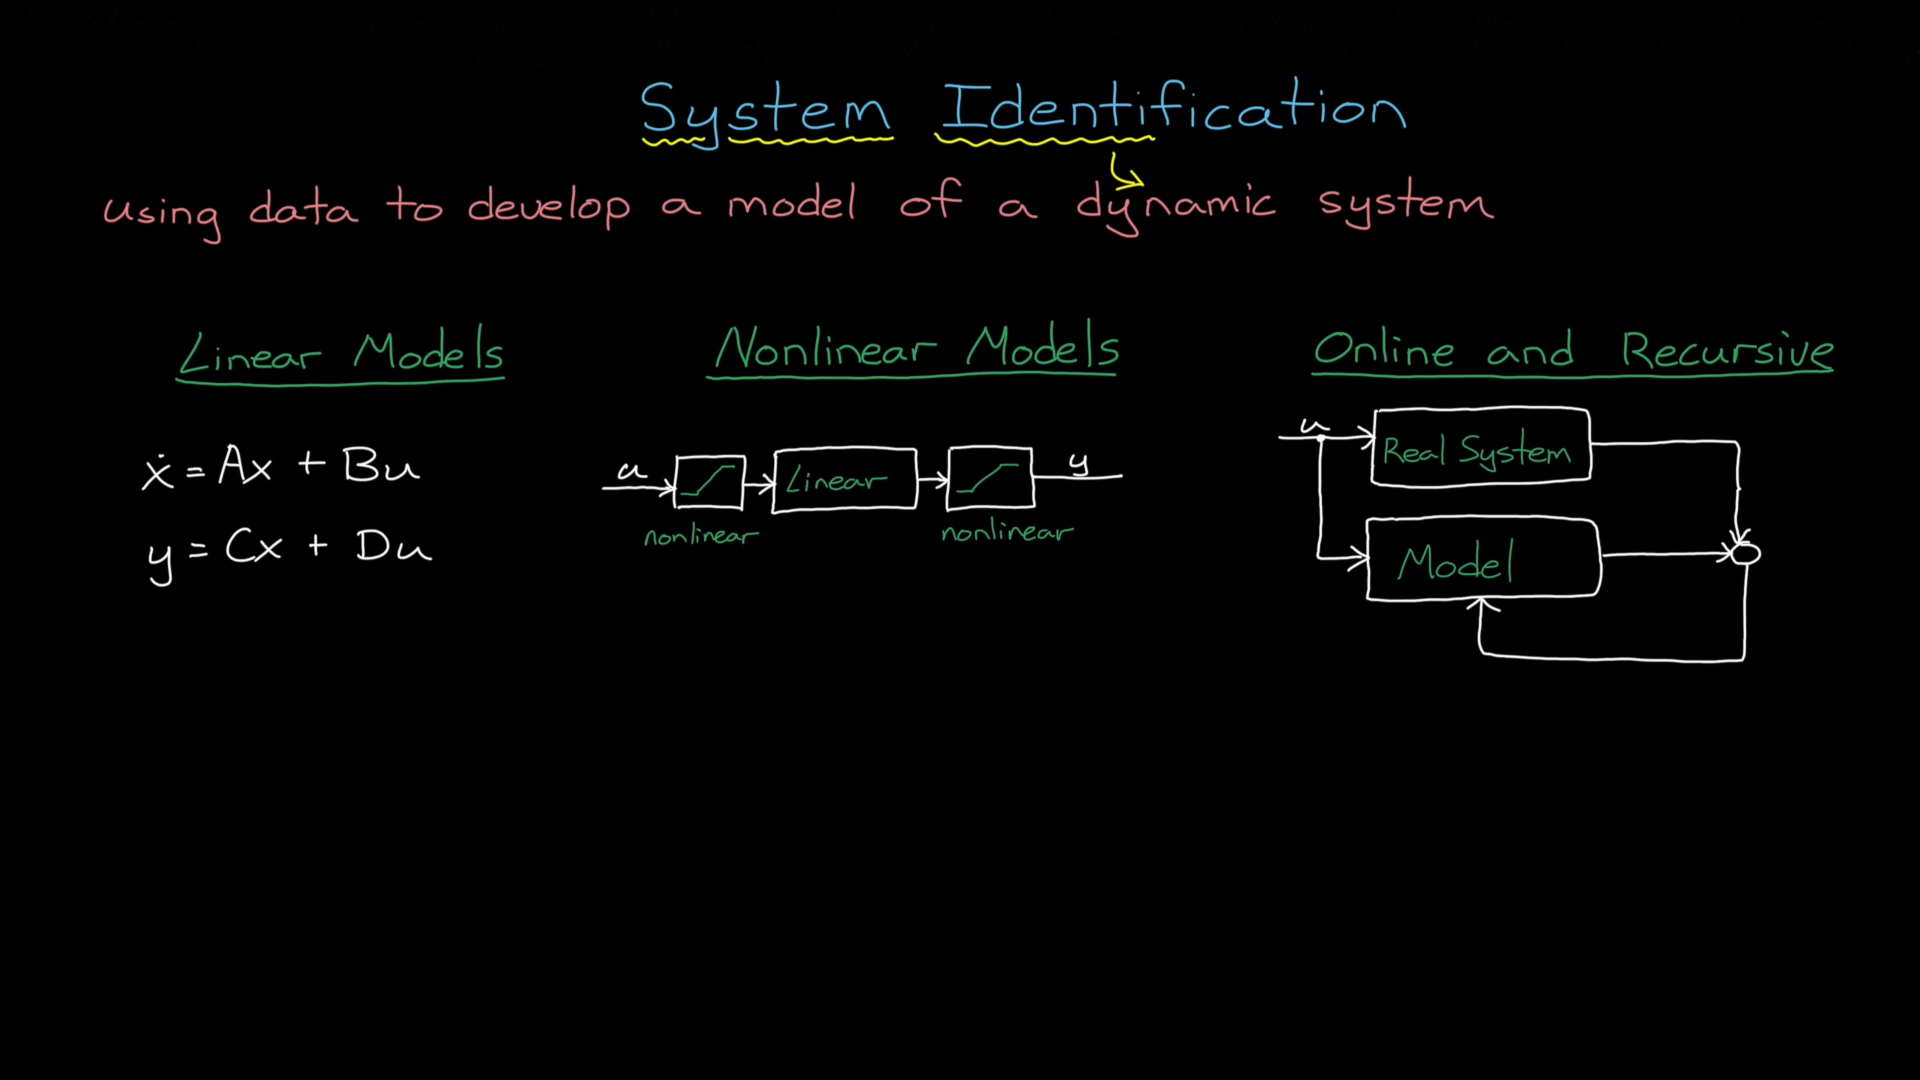 System Identification
using data to develop a model of a dynamic system
Linear Models
ẋ = Ax + Bu
y = Cx + Du
Nonlinear Models
u
Linear
y
nonlinear
nonlinear
Online and Recursive
u
Real System
Model